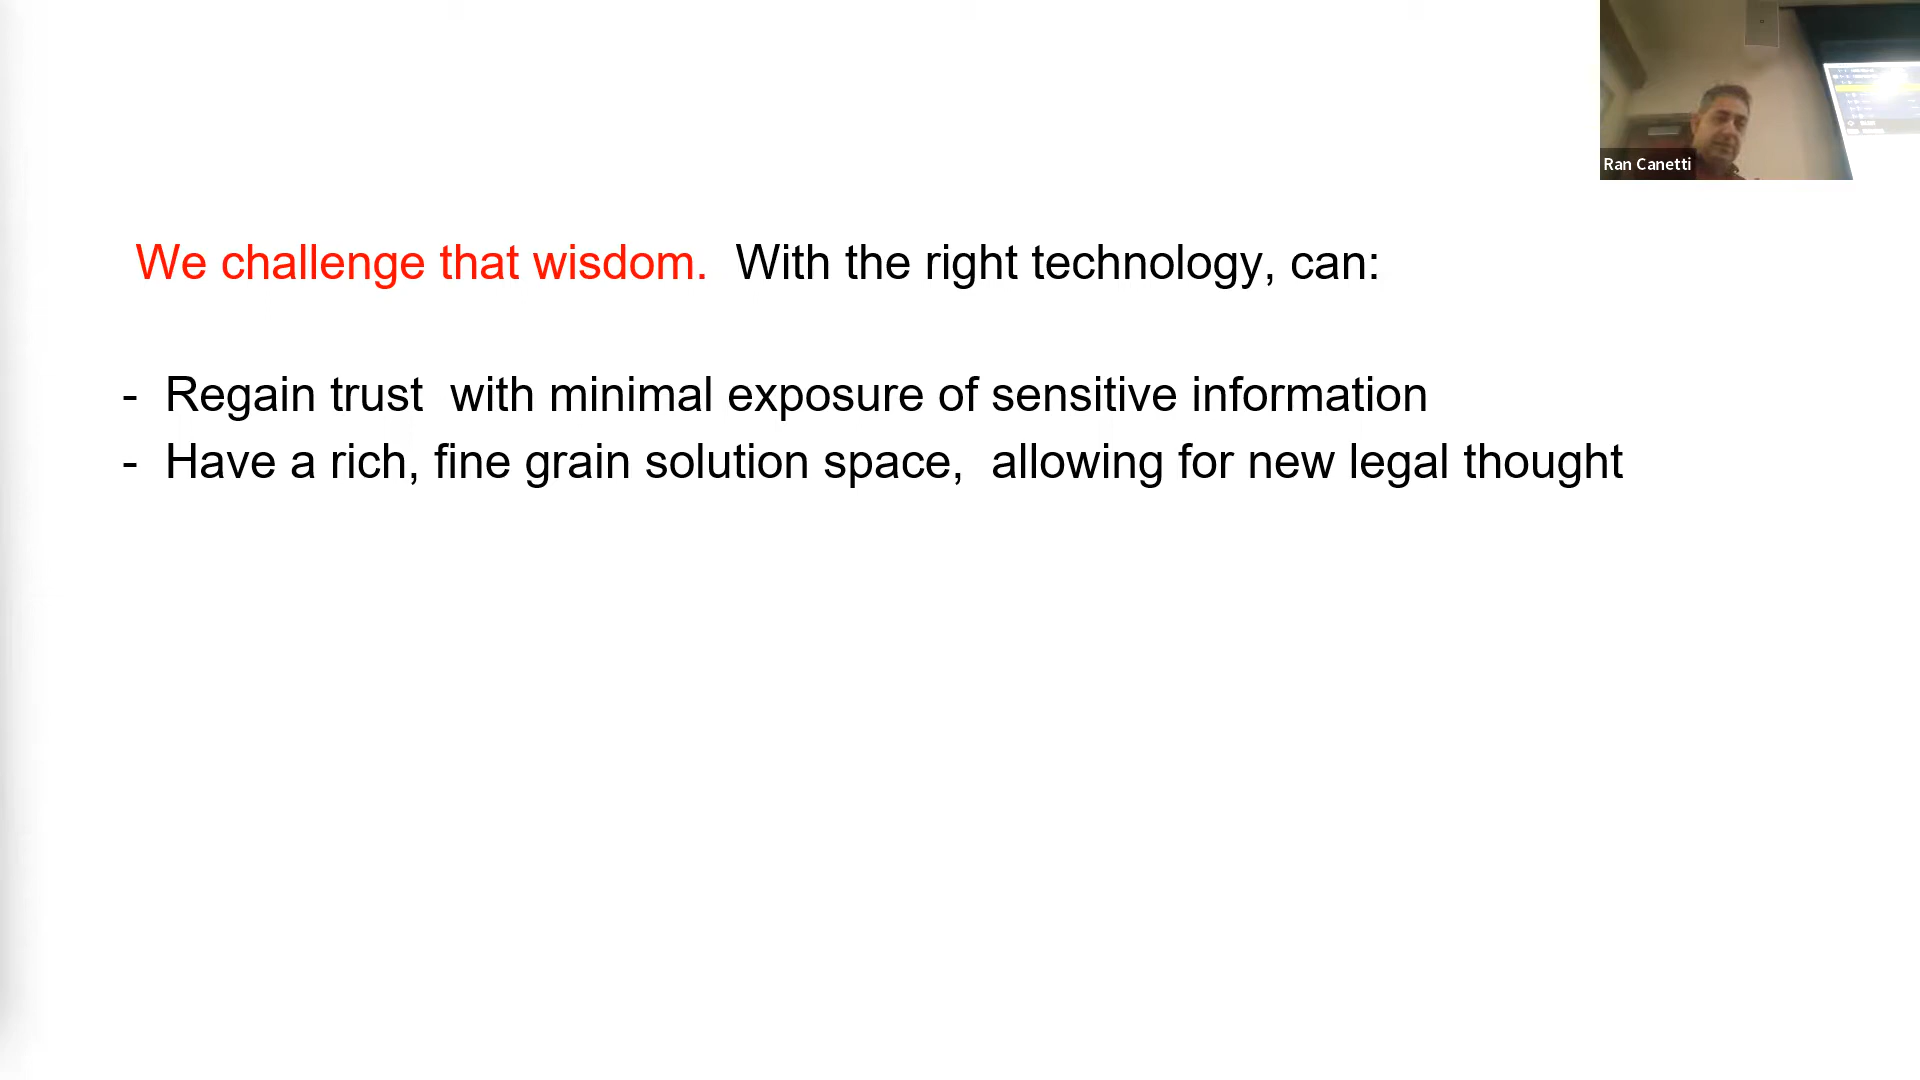 Ran Canetti
We challenge that wisdom.  With the right technology, can:
-  Regain trust  with minimal exposure of sensitive information
-  Have a rich, fine grain solution space,  allowing for new legal thought